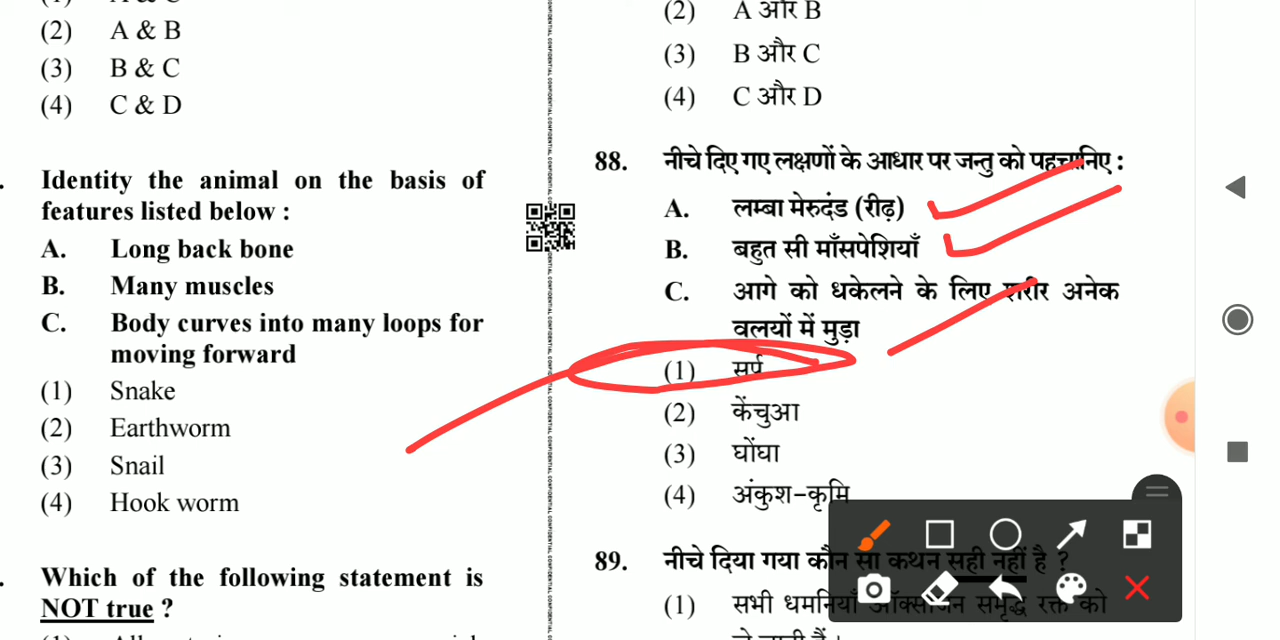 (2) A & B
(3) B & C
(4) C & D
Identity the animal on the basis of
features listed below :
A. Long back bone
B. Many muscles
C. Body curves into many loops for
moving forward
(1) Snake
(2) Earthworm
(3) Snail
(4) Hook worm
Which of the following statement is
NOT true ?
(2) A और B
(3) B और C
(4) C और D
88. नीचे दिए गए लक्षणों के आधार पर जन्तु को पहचानिए :
A. लम्बा मेरुदंड (रीढ़)
B. बहुत सी माँसपेशियाँ
C. आगे को धकेलने के लिए शरीर अनेक
वलयों में मुड़ा
(1) सर्प
(2) केंचुआ
(3) घोंघा
(4) अंकुश-कृमि
89. नीचे दिया गया कौन सा कथन सही नहीं है ?
(1) सभी धमनियाँ ऑक्सीजन समृद्ध रक्त को